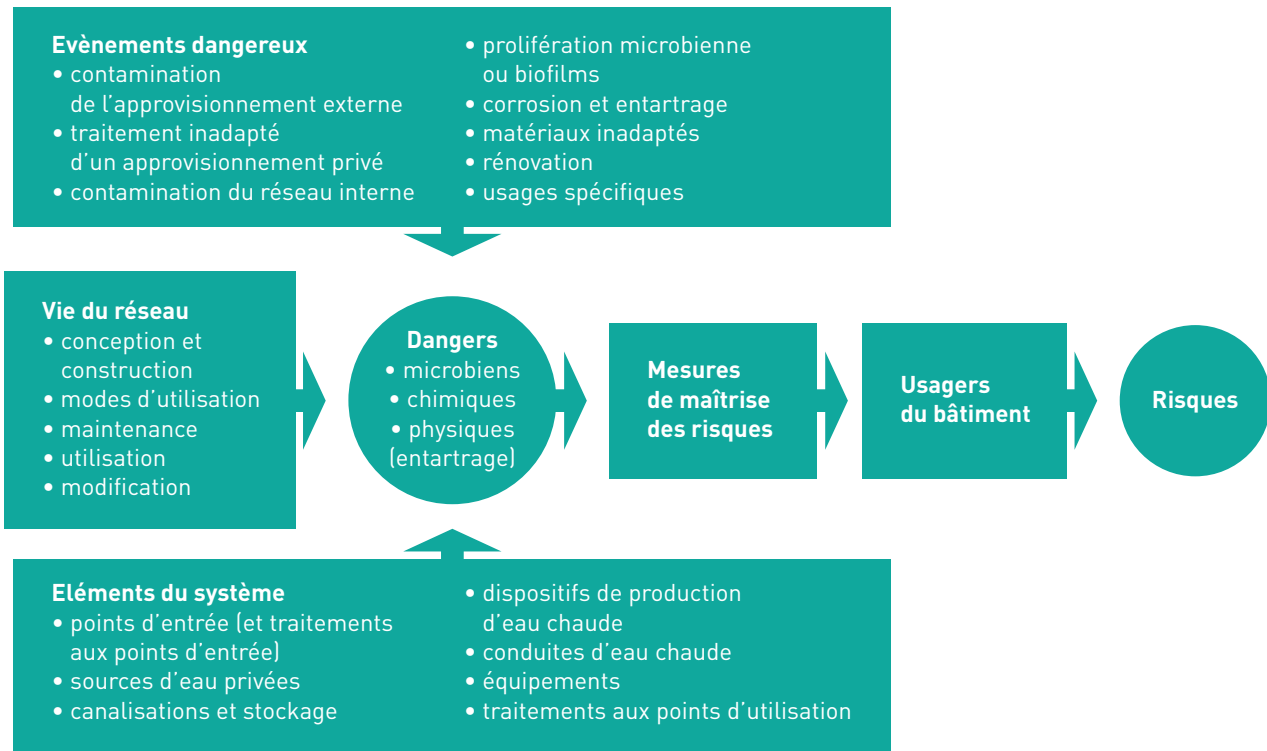 Evènements dangereux
• contamination
de l'approvisionnement externe
• traitement inadapté
d'un approvisionnement privé
• contamination du réseau interne
• prolifération microbienne
ou biofilms
• corrosion et entartrage
• matériaux inadaptés
• rénovation
• usages spécifiques
Vie du réseau
• conception et
construction
• modes d'utilisation
• maintenance
• utilisation
• modification
Dangers
• microbiens
• chimiques
• physiques
(entartrage)
Mesures
de maîtrise
des risques
Usagers
du bâtiment
Risques
Eléments du système
• points d'entrée (et traitements
aux points d'entrée)
• sources d'eau privées
• canalisations et stockage
• dispositifs de production
d'eau chaude
• conduites d'eau chaude
• équipements
• traitements aux points d'utilisation